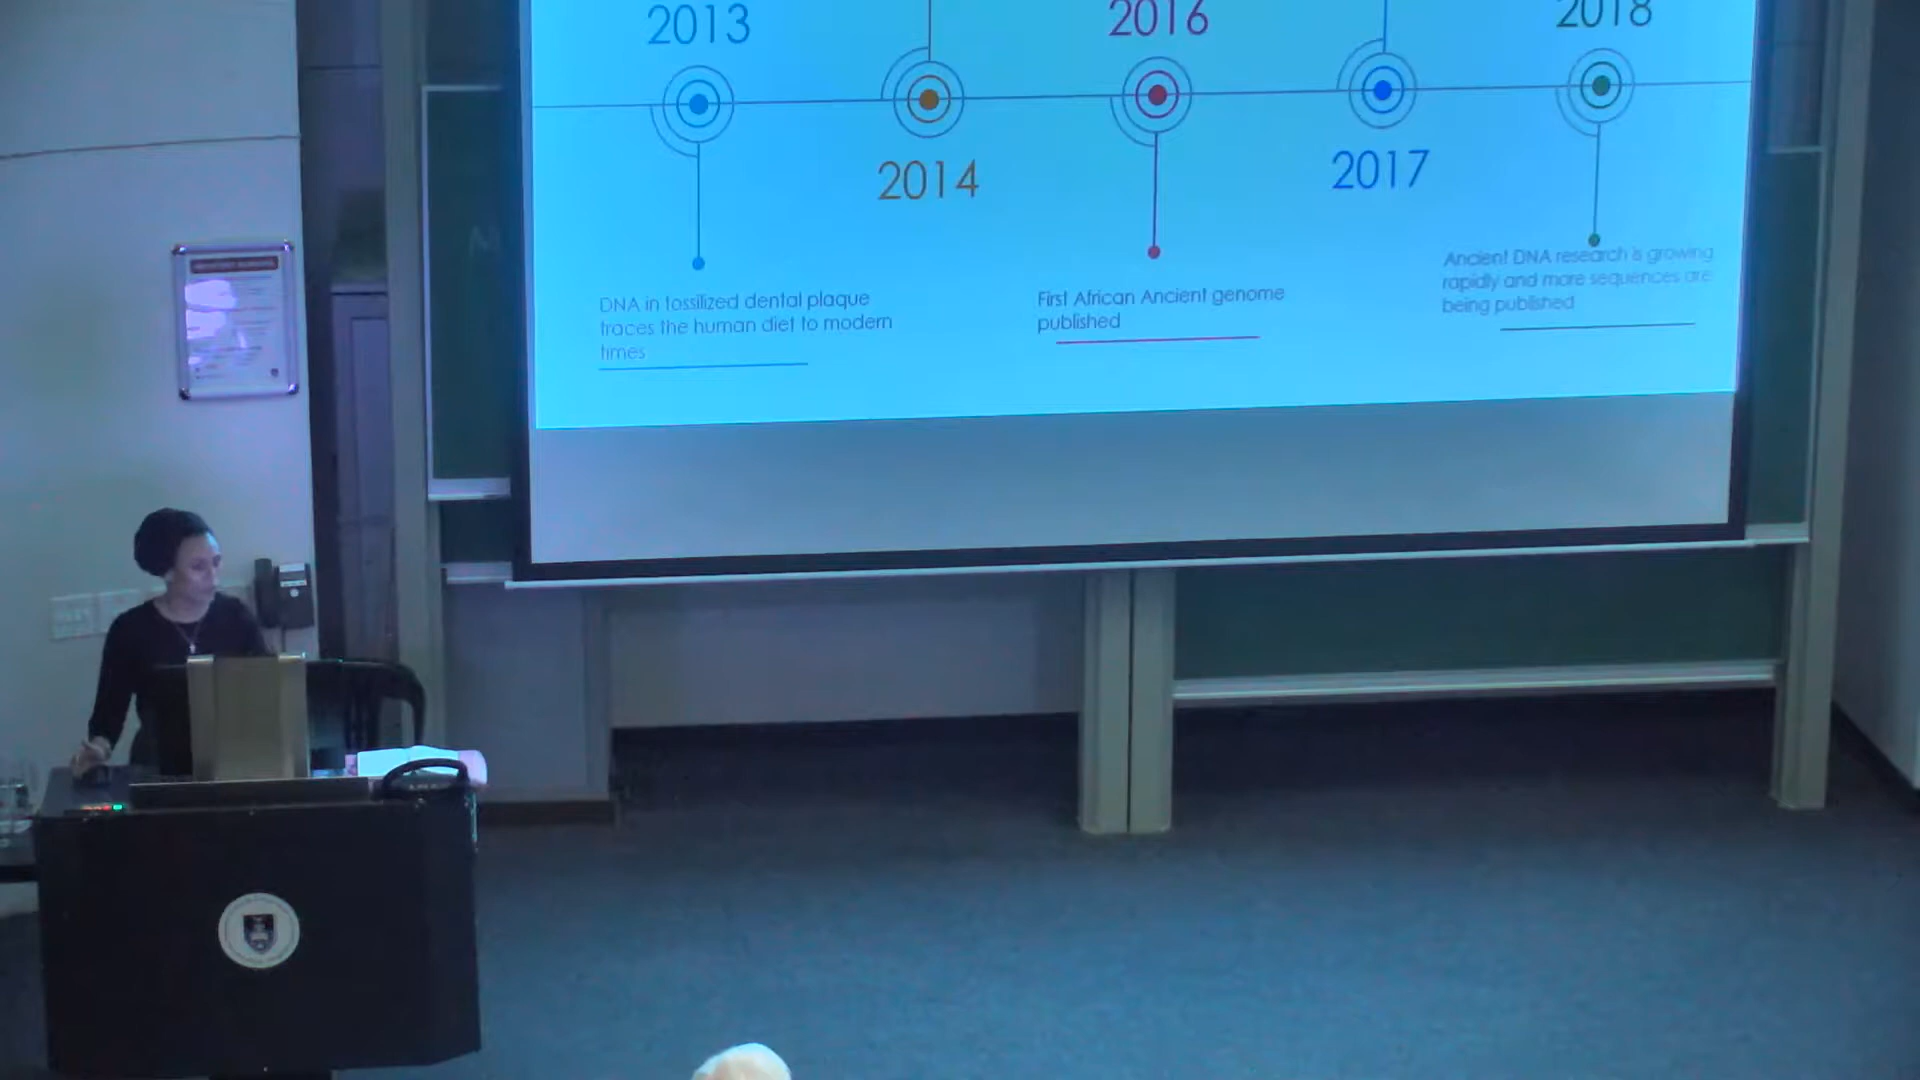 2013
2016
2018
2014
2017
DNA in fossilized dental plaque
traces the human diet to modern
times
First African Ancient genome
published
Ancient DNA research is growing
rapidly and more sequences are
being published